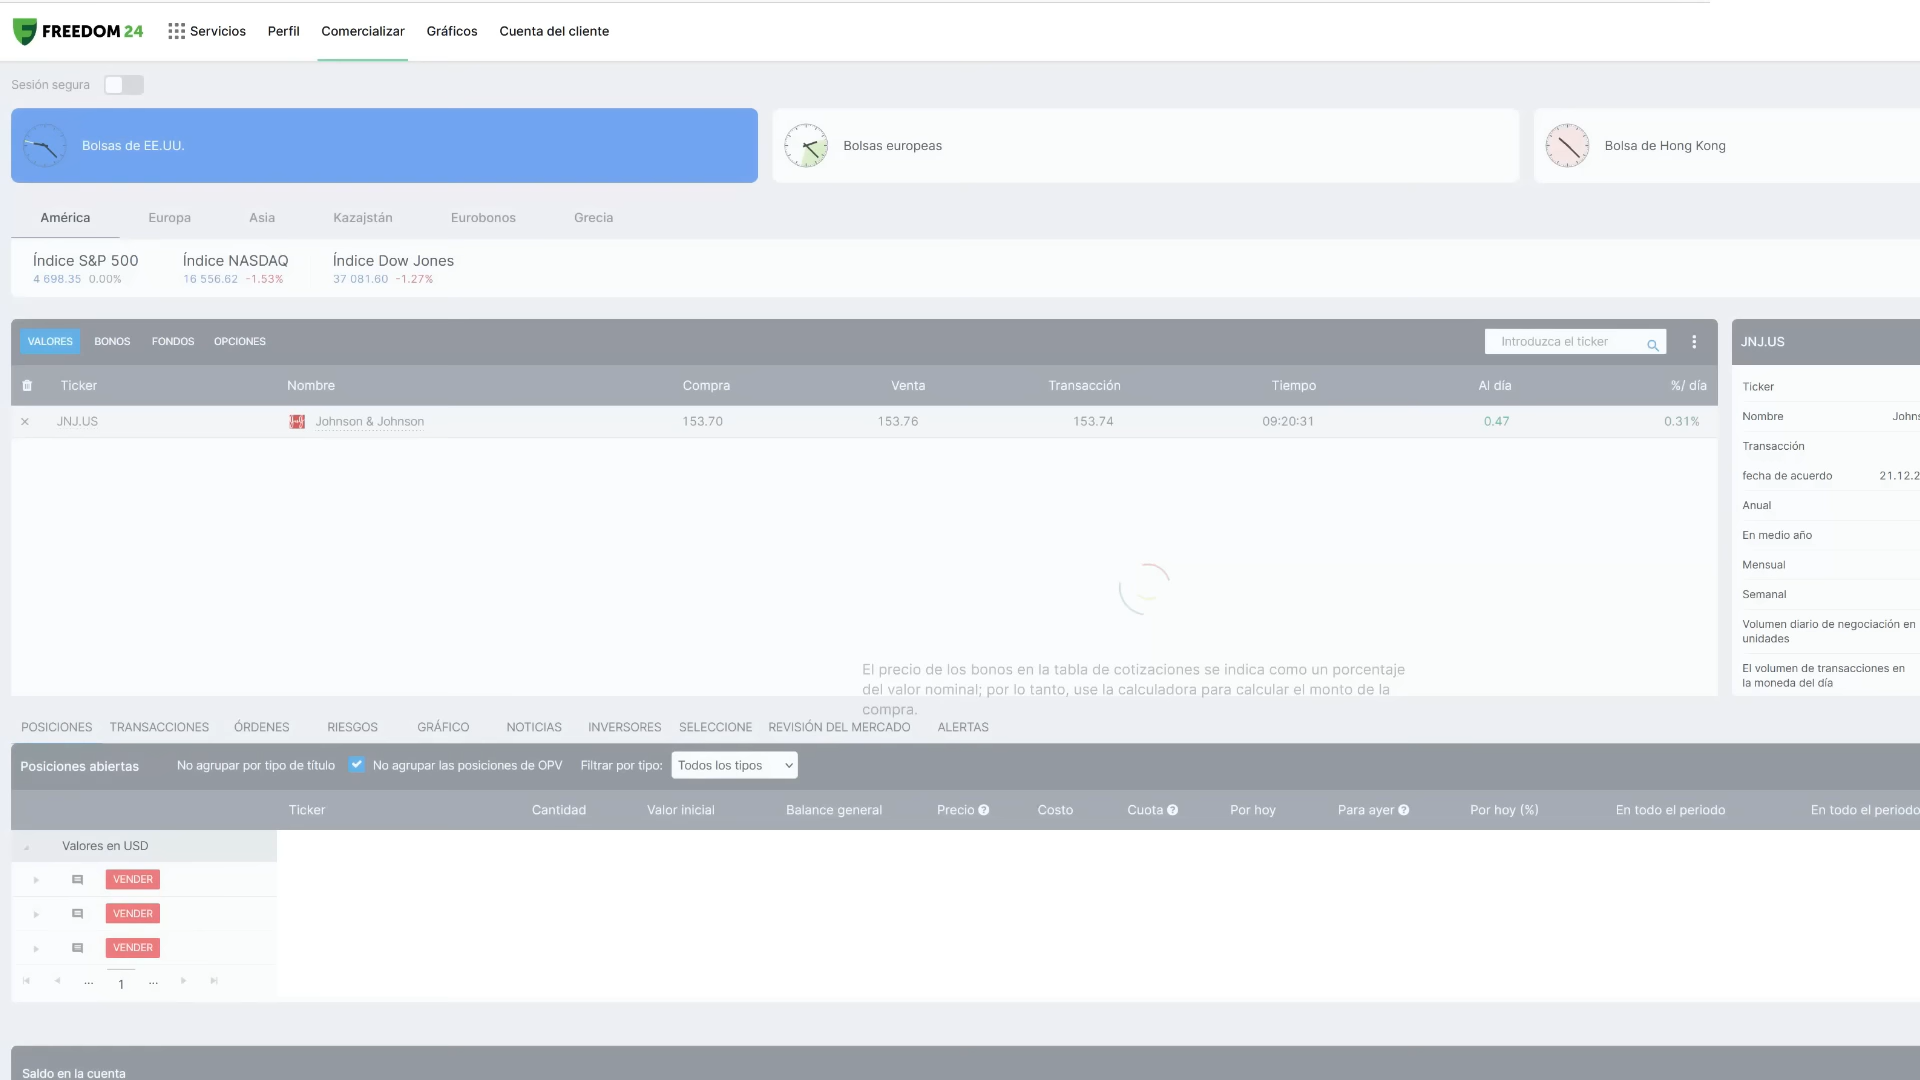 FREEDOM 24
Servicios
Perfil
Comercializar
Gráficos
Cuenta del cliente
Sesión segura
Bolsas de EE.UU.
Bolsas europeas
Bolsa de Hong Kong
América
Europa
Asia
Kazajstán
Eurobonos
Grecia
Índice S&P 500
4 698.35 0.00%
Índice NASDAQ
16 556.62 -1.53%
Índice Dow Jones
37 081.60 -1.27%
VALORES
BONOS
FONDOS
OPCIONES
Introduzca el ticker
Ticker Nombre Compra Venta Transacción Tiempo Al día %/ día
JNJ.US Johnson & Johnson 153.70 153.76 153.74 09:20:31 0.47 0.31%
El precio de los bonos en la tabla de cotizaciones se indica como un porcentaje
del valor nominal; por lo tanto, use la calculadora para calcular el monto de la
compra.
JNJ.US
Ticker
Nombre Johns
Transacción
fecha de acuerdo 21.12.2
Anual
En medio año
Mensual
Semanal
Volumen diario de negociación en
unidades
El volumen de transacciones en
la moneda del día
POSICIONES
TRANSACCIONES
ÓRDENES
RIESGOS
GRÁFICO
NOTICIAS
INVERSORES
SELECCIONE
REVISIÓN DEL MERCADO
ALERTAS
Posiciones abiertas No agrupar por tipo de título No agrupar las posiciones de OPV Filtrar por tipo: Todos los tipos
Ticker Cantidad Valor inicial Balance general Precio ? Costo Cuota ? Por hoy Para ayer ? Por hoy (%) En todo el periodo En todo el periodo
Valores en USD
VENDER
VENDER
VENDER
... 1 ...
Saldo en la cuenta